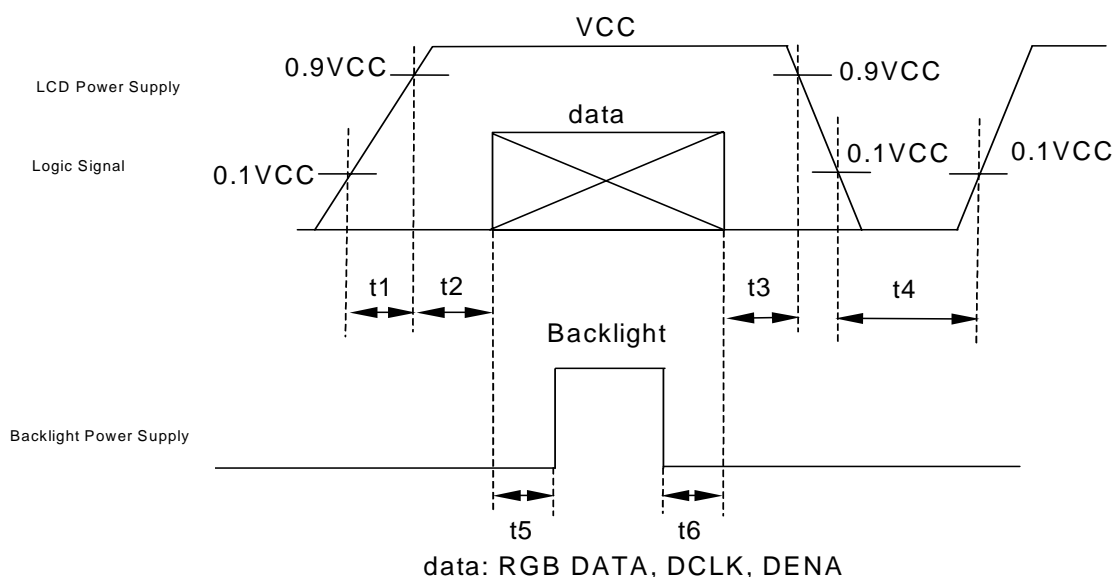 VCC
0.9VCC
0.9VCC
LCD Power Supply
data
Logic Signal
0.1VCC
0.1VCC
0.1VCC
t1
t2
t3
t4
Backlight
Backlight Power Supply
t5
t6
data: RGB DATA, DCLK, DENA